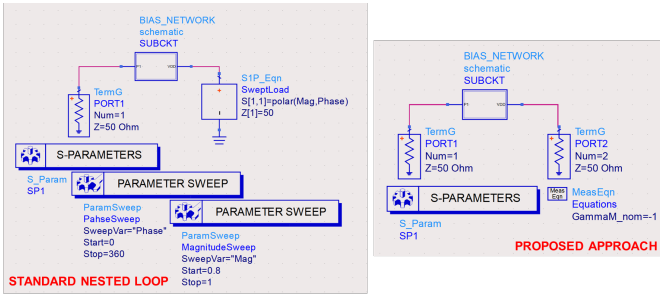 BIAS_NETWORK
schematic
SUBCKT
P1
VDD
S1P_Eqn
SweptLoad
S[1,1]=polar(Mag,Phase)
Z[1]=50
+
TermG
PORT1
Num=1
Z=50 Ohm
S-PARAMETERS
S_Param
SP1
PARAMETER SWEEP
ParamSweep
PahseSweep
SweepVar="Phase"
Start=0
Stop=360
PARAMETER SWEEP
ParamSweep
MagnitudeSweep
SweepVar="Mag"
Start=0.8
Stop=1
STANDARD NESTED LOOP
BIAS_NETWORK
schematic
SUBCKT
P1
VDD
+
TermG
PORT1
Num=1
Z=50 Ohm
+
TermG
PORT2
Num=2
Z=50 Ohm
S-PARAMETERS
S_Param
SP1
Meas
Eqn
MeasEqn
Equations
GammaM_nom=-1
PROPOSED APPROACH